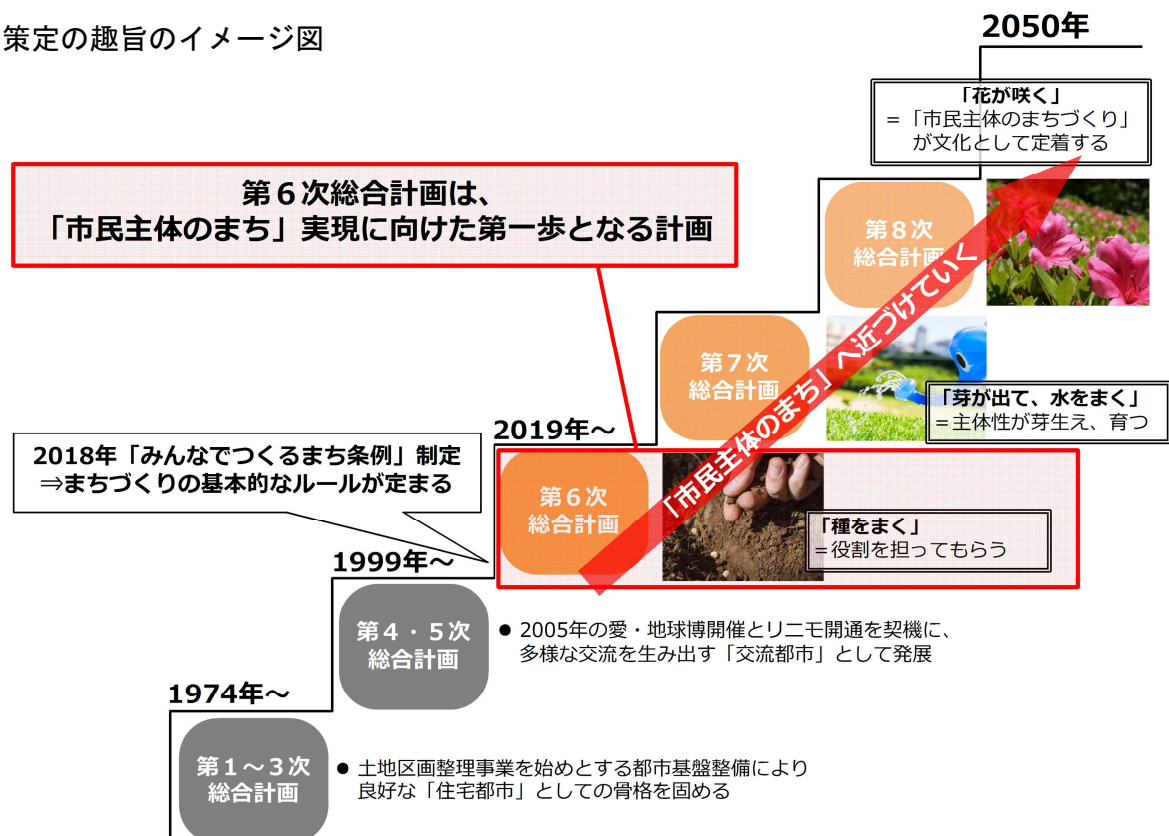 策定の趣旨のイメージ図
2050年
「花が咲く」
＝「市民主体のまちづくり」
が文化として定着する
第６次総合計画は、
「市民主体のまち」実現に向けた第一歩となる計画
第８次
総合計画
「市民主体のまち」へ近づけていく
第７次
総合計画
「芽が出て、水をまく」
＝主体性が芽生え、育つ
2019年～
2018年「みんなでつくるまち条例」制定
⇒まちづくりの基本的なルールが定まる
第６次
総合計画
「種をまく」
＝役割を担ってもらう
1999年～
第４・５次
総合計画
● 2005年の愛・地球博開催とリニモ開通を契機に、
多様な交流を生み出す「交流都市」として発展
1974年～
第１～３次
総合計画
● 土地区画整理事業を始めとする都市基盤整備により
良好な「住宅都市」としての骨格を固める